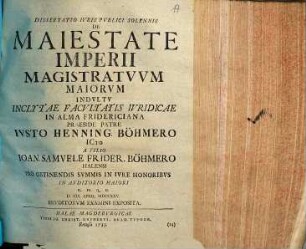 DISSERTATIO IVRIS PVBLICI SOLENNIS
DE
MAIESTATE
IMPERII
MAGISTRATVVM
MAIORVM
INDVLTV
INCLYTAE FACVLTATIS IVRIDICAE
IN ALMA FRIDERICIANA
PRAESIDE PATRE
IVSTO HENNING. BÖHMERO
ICTO
A FILIO
IOAN. SAMVELE FRIDER. BÖHMERO
HALENSI
PRO OBTINENDIS SVMMIS IN IVRE HONORIBVS
IN AVDITORIO MAIORI
ERVDITORVM EXAMINI EXPOSITA.
HALAE MAGDEBVRGICAE